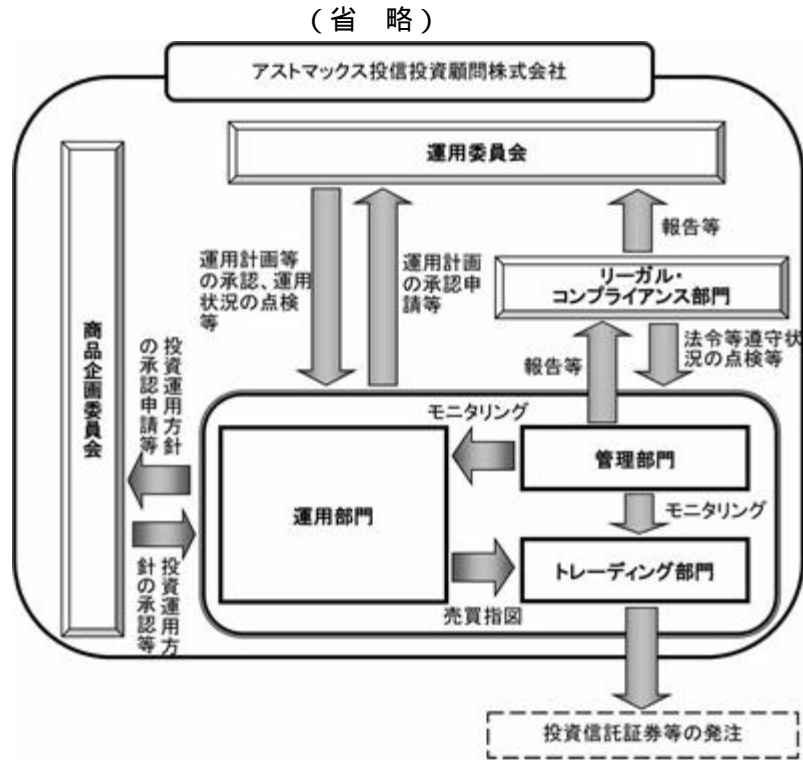 （省　略）
アストマックス投信投資顧問株式会社
運用委員会
運用計画等
の承認、運用
状況の点検
等
運用計画
の承認申
請等
報告等
リーガル・
コンプライアンス部門
法令等遵守状
況の点検等
報告等
商品企画委員会
投資運用方針
の承認申請等
投資運用方
針の承認等
モニタリング
運用部門
管理部門
モニタリング
トレーディング部門
売買指図
投資信託証券等の発注